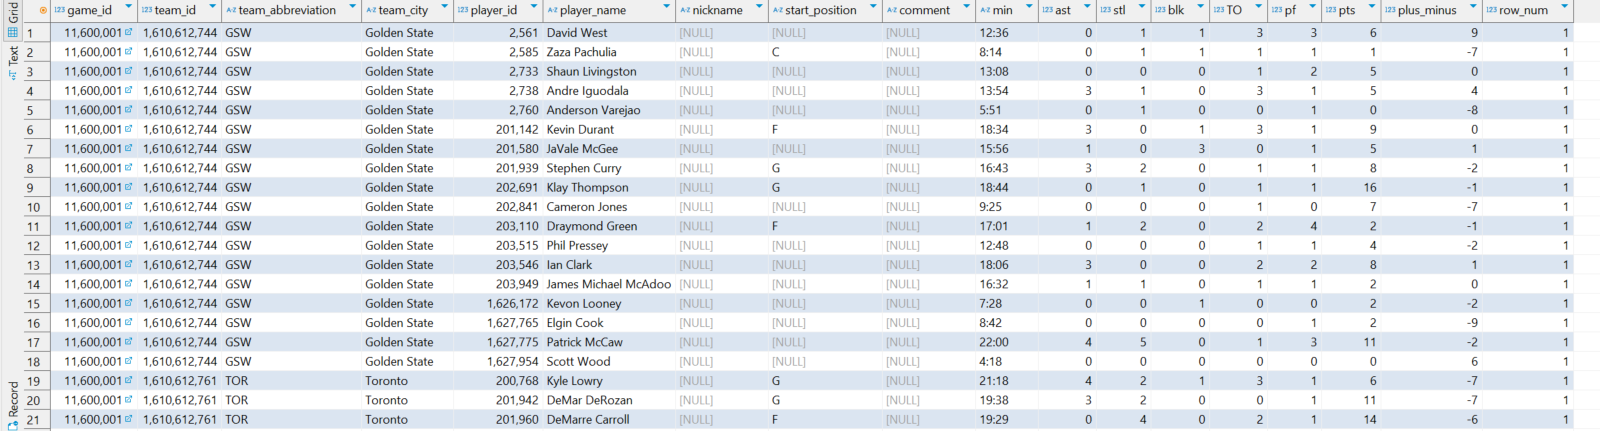 Grid
Text
Record
123 game_id 123 team_id A-Z team_abbreviation A-Z team_city 123 player_id A-Z player_name A-Z nickname A-Z start_position A-Z comment A-Z min 123 ast 123 stl 123 blk 123 TO 123 pf 123 pts 123 plus_minus 123 row_num
1 11,600,001 1,610,612,744 GSW Golden State 2,561 David West [NULL] [NULL] [NULL] 12:36 0 1 1 3 3 6 9 1
2 11,600,001 1,610,612,744 GSW Golden State 2,585 Zaza Pachulia [NULL] C [NULL] 8:14 0 1 1 1 1 1 -7 1
3 11,600,001 1,610,612,744 GSW Golden State 2,733 Shaun Livingston [NULL] [NULL] [NULL] 13:08 0 0 0 1 2 5 0 1
4 11,600,001 1,610,612,744 GSW Golden State 2,738 Andre Iguodala [NULL] [NULL] [NULL] 13:54 3 1 0 3 1 5 4 1
5 11,600,001 1,610,612,744 GSW Golden State 2,760 Anderson Varejao [NULL] [NULL] [NULL] 5:51 0 1 0 0 1 0 -8 1
6 11,600,001 1,610,612,744 GSW Golden State 201,142 Kevin Durant [NULL] F [NULL] 18:34 3 0 1 3 1 9 0 1
7 11,600,001 1,610,612,744 GSW Golden State 201,580 JaVale McGee [NULL] [NULL] [NULL] 15:56 1 0 3 0 1 5 1 1
8 11,600,001 1,610,612,744 GSW Golden State 201,939 Stephen Curry [NULL] G [NULL] 16:43 3 2 0 1 1 8 -2 1
9 11,600,001 1,610,612,744 GSW Golden State 202,691 Klay Thompson [NULL] G [NULL] 18:44 0 1 0 1 1 16 -1 1
10 11,600,001 1,610,612,744 GSW Golden State 202,841 Cameron Jones [NULL] [NULL] [NULL] 9:25 0 0 0 1 0 7 -7 1
11 11,600,001 1,610,612,744 GSW Golden State 203,110 Draymond Green [NULL] F [NULL] 17:01 1 2 0 2 4 2 -1 1
12 11,600,001 1,610,612,744 GSW Golden State 203,515 Phil Pressey [NULL] [NULL] [NULL] 12:48 0 0 0 1 1 4 -2 1
13 11,600,001 1,610,612,744 GSW Golden State 203,546 Ian Clark [NULL] [NULL] [NULL] 18:06 3 0 0 2 2 8 1 1
14 11,600,001 1,610,612,744 GSW Golden State 203,949 James Michael McAdoo [NULL] [NULL] [NULL] 16:32 1 1 0 1 1 2 0 1
15 11,600,001 1,610,612,744 GSW Golden State 1,626,172 Kevon Looney [NULL] [NULL] [NULL] 7:28 0 0 1 0 0 2 -2 1
16 11,600,001 1,610,612,744 GSW Golden State 1,627,765 Elgin Cook [NULL] [NULL] [NULL] 8:42 0 0 0 0 1 2 -9 1
17 11,600,001 1,610,612,744 GSW Golden State 1,627,775 Patrick McCaw [NULL] [NULL] [NULL] 22:00 4 5 0 1 3 11 -2 1
18 11,600,001 1,610,612,744 GSW Golden State 1,627,954 Scott Wood [NULL] [NULL] [NULL] 4:18 0 0 0 0 0 0 6 1
19 11,600,001 1,610,612,761 TOR Toronto 200,768 Kyle Lowry [NULL] G [NULL] 21:18 4 2 1 3 1 6 -7 1
20 11,600,001 1,610,612,761 TOR Toronto 201,942 DeMar DeRozan [NULL] G [NULL] 19:38 3 2 0 0 1 11 -7 1
21 11,600,001 1,610,612,761 TOR Toronto 201,960 DeMarre Carroll [NULL] F [NULL] 19:29 0 4 0 2 1 14 -6 1